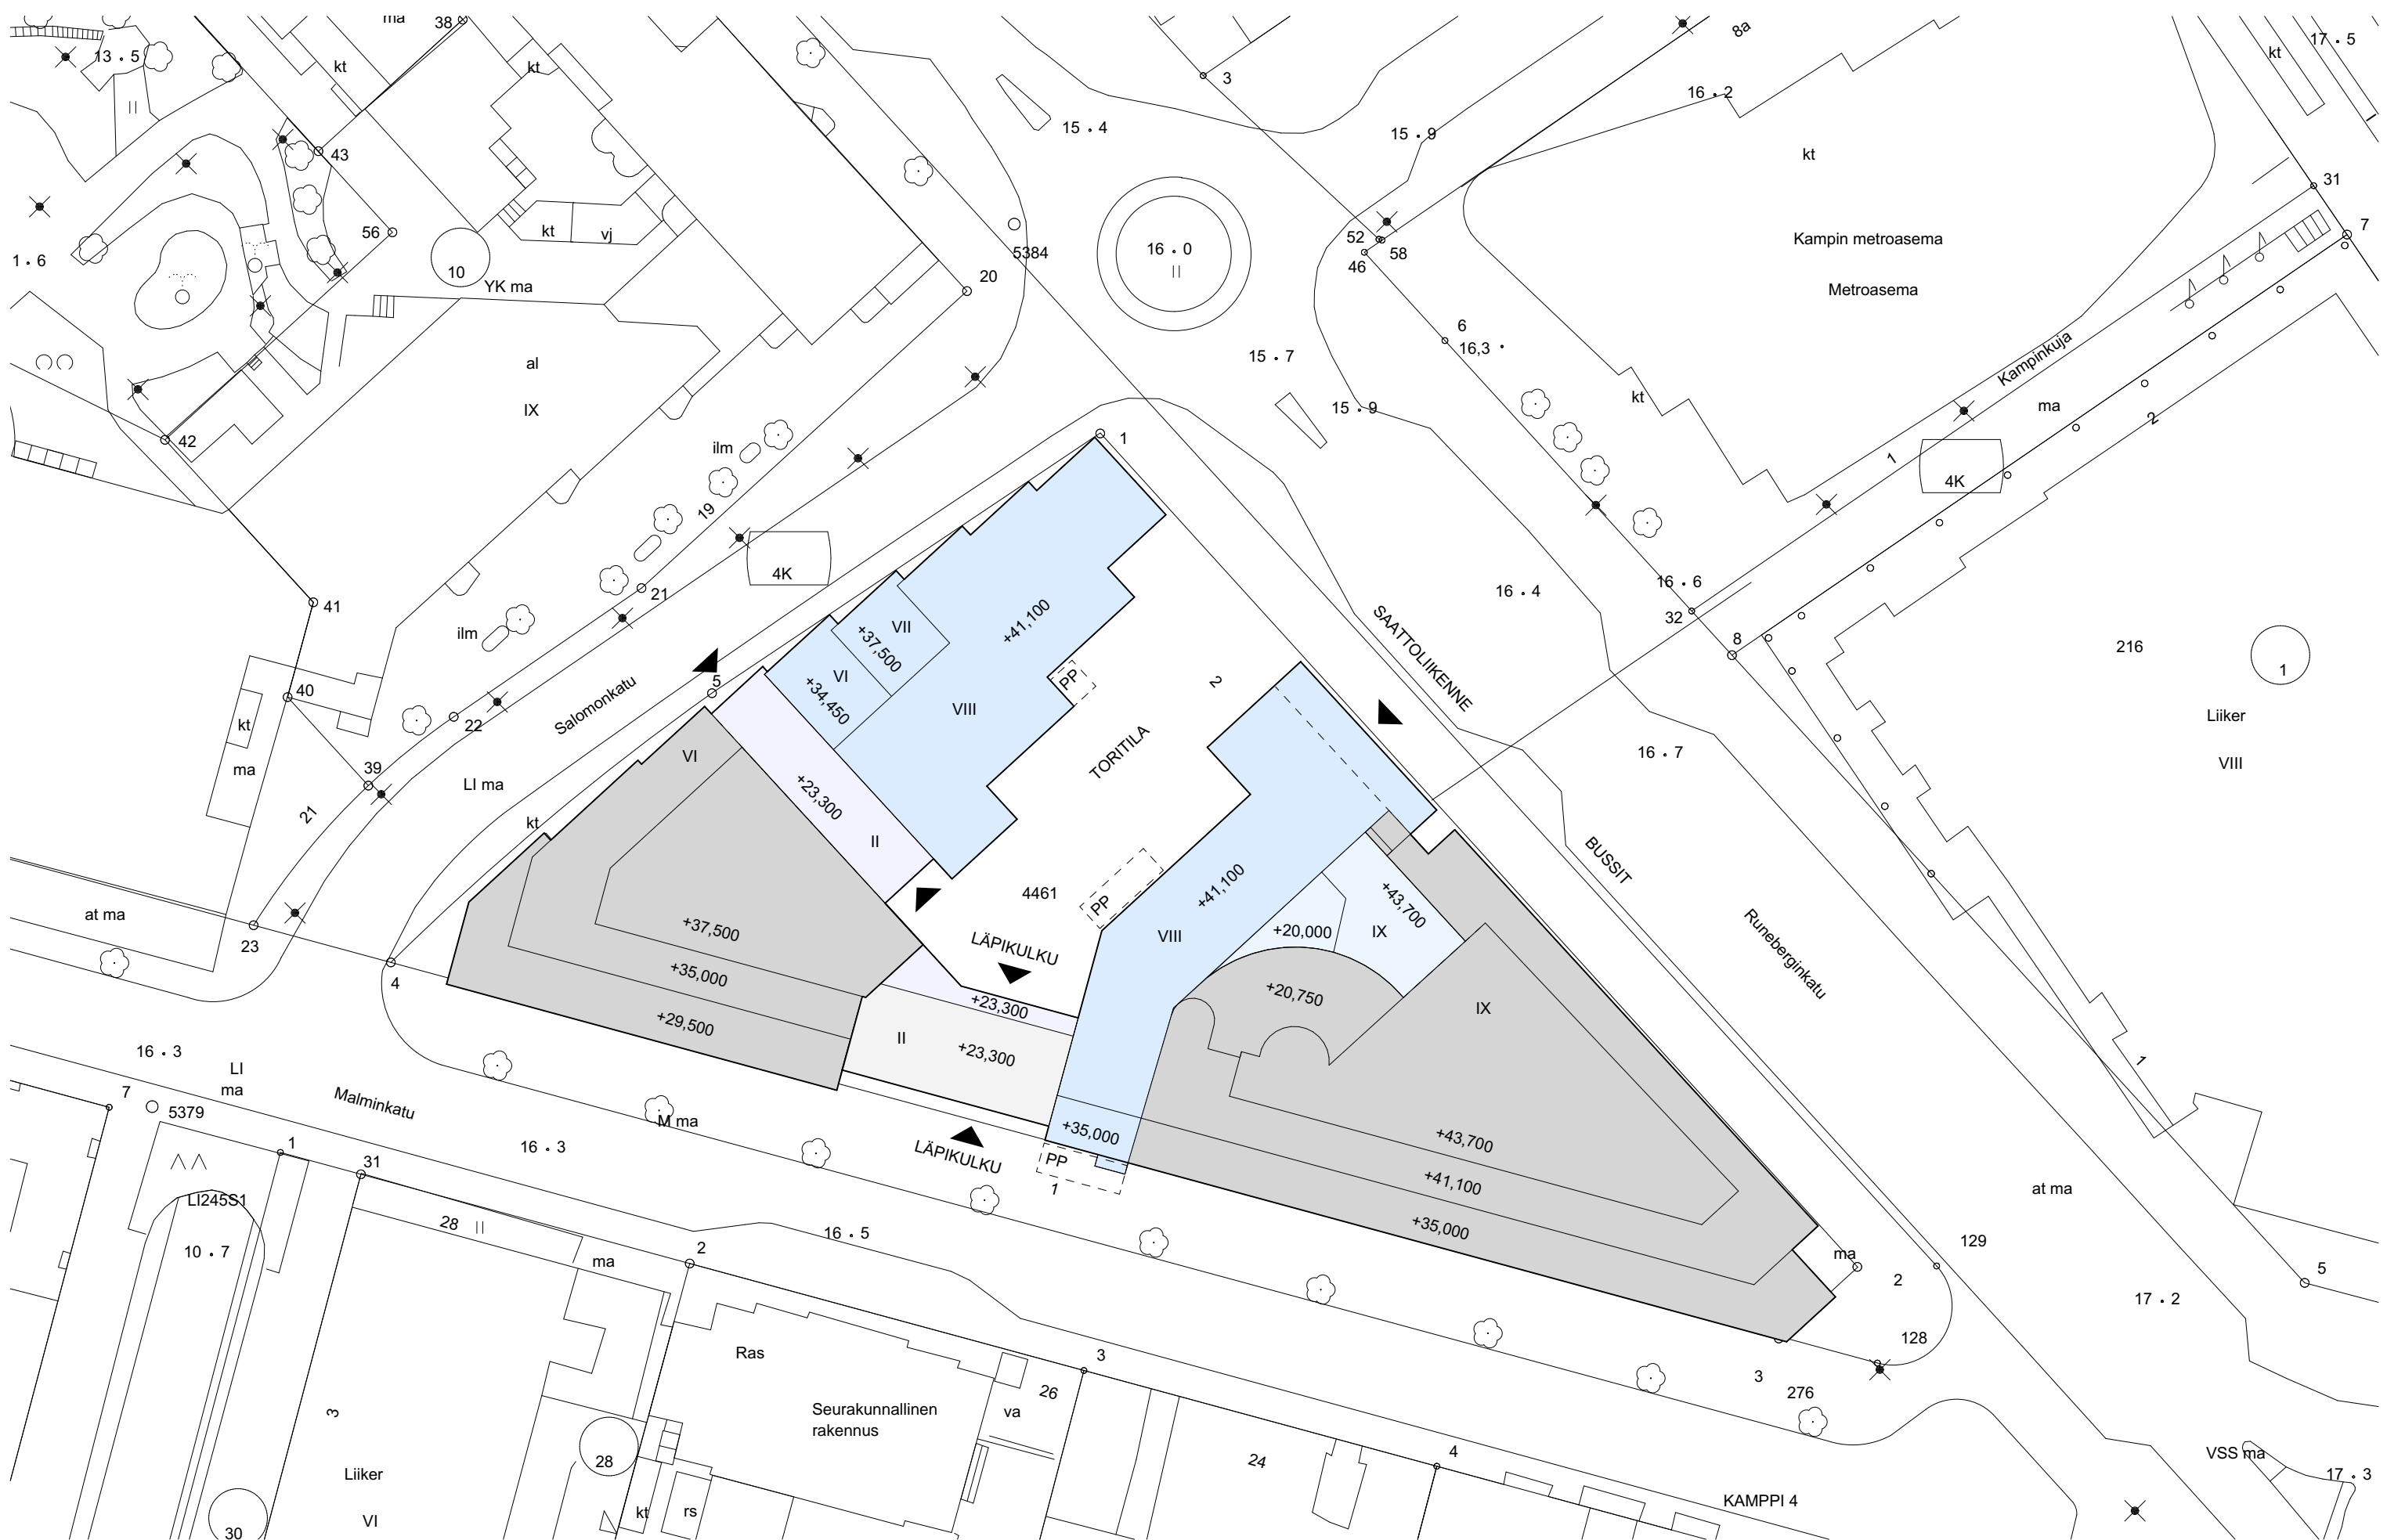 ma
38
8a
17.5
kt
13.5
kt
kt
3
16.2
15.4
15.9
kt
43
31
56
kt
vj
16.0
52
58
46
7
Kampin metroasema
1.6
10
YK ma
5384
20
Metroasema
6
16,3
al
15.7
Kampinkuja
IX
15.9
kt
ma
2
42
ilm
1
1
4K
19
16.4
16.6
4K
21
41
ilm
32
8
216
1
VII
+37,500
+41,100
SAATTOLIIKENNE
5
VI
+34,450
PP
2
40
Salomonkatu
VIII
Liiker
kt
22
VI
TORITILA
16.7
VIII
ma
39
LI ma
+23,300
21
kt
II
BUSSIT
4461
PP
+41,100
+43,700
at ma
+37,500
VIII
+20,000
IX
23
LÄPIKULKU
Runeberginkatu
4
+35,000
+20,750
IX
+29,500
+23,300
II
+23,300
16.3
LI
ma
1
7
5379
Malminkatu
M ma
+35,000
1
16.3
LÄPIKULKU
PP
+43,700
31
1
+41,100
at ma
LI245S1
28
16.5
+35,000
129
10.7
2
ma
ma
2
5
17.2
128
Ras
3
3
276
26
Seurakunnallinen
rakennus
va
3
28
24
4
VSS ma
17.3
Liiker
KAMPPI 4
VI
kt
rs
30